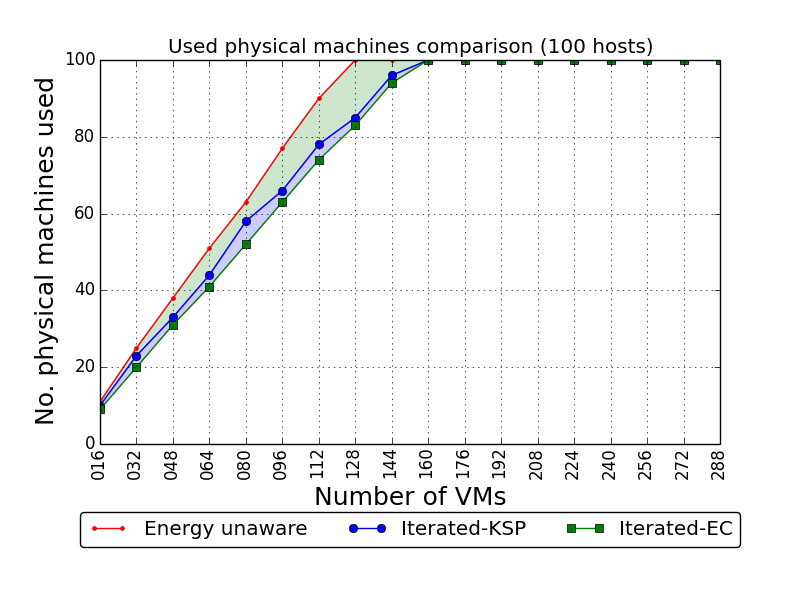 Used physical machines comparison (100 hosts)
No. physical machines used
100
80
60
40
20
0
016 032 048 064 080 096 112 128 144 160 176 192 208 224 240 256 272 288
Number of VMs
Energy unaware Iterated-KSP Iterated-EC